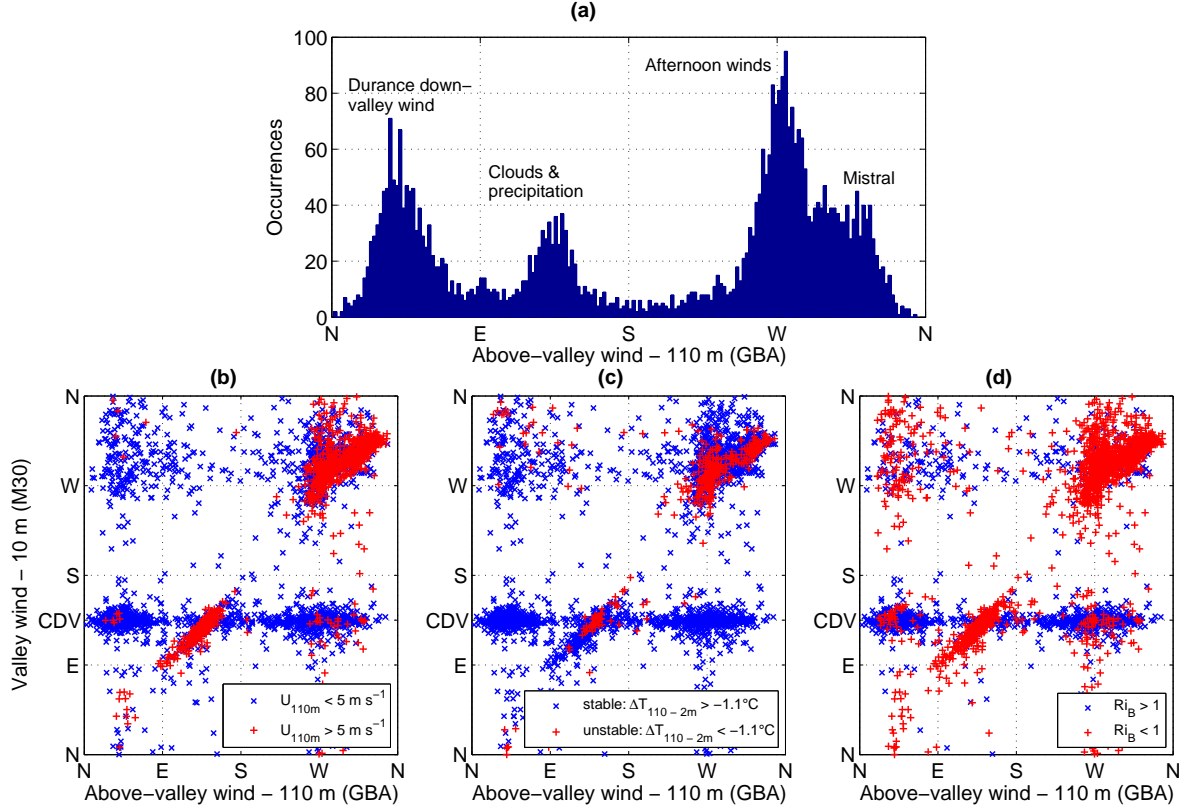 (a)
100
80
60
40
20
0
Occurrences
Durance down−
valley wind
Clouds &
precipitation
Afternoon winds
Mistral
N E S W N
Above−valley wind − 110 m (GBA)
(b)
N
W
S
CDV
E
N
Valley wind − 10 m (M30)
U110m < 5 m s−1
U110m > 5 m s−1
N E S W N
Above−valley wind − 110 m (GBA)
(c)
N
W
S
CDV
E
N
stable: ΔT110 − 2m > −1.1°C
unstable: ΔT110 − 2m < −1.1°C
N E S W N
Above−valley wind − 110 m (GBA)
(d)
N
W
S
CDV
E
N
RiB > 1
RiB < 1
N E S W N
Above−valley wind − 110 m (GBA)